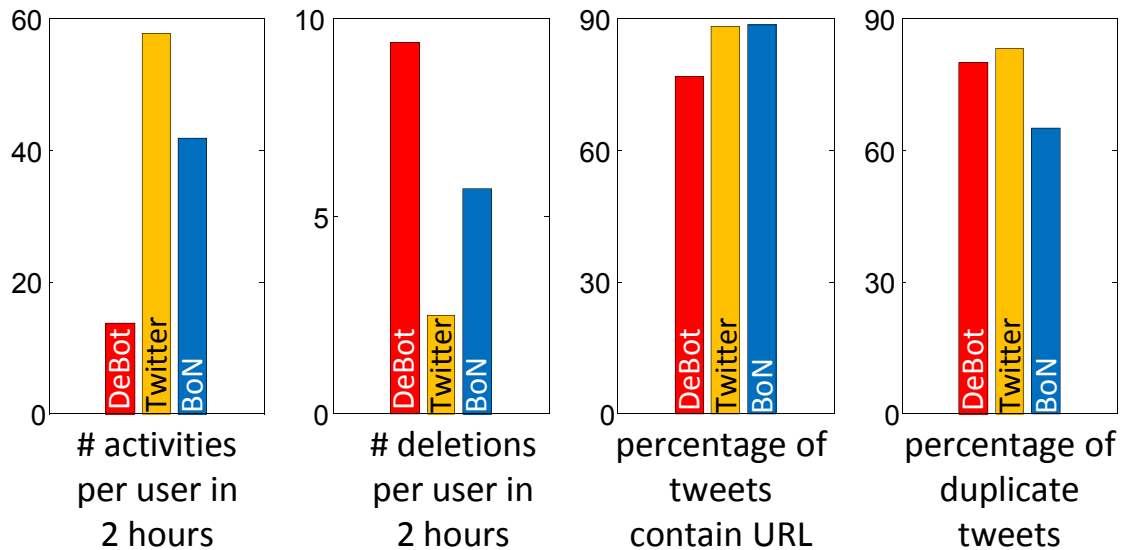 60
40
20
0
DeBot
Twitter
BoN
# activities
per user in
2 hours
10
5
0
DeBot
Twitter
BoN
# deletions
per user in
2 hours
90
60
30
0
DeBot
Twitter
BoN
percentage of
tweets
contain URL
90
60
30
0
DeBot
Twitter
BoN
percentage of
duplicate
tweets